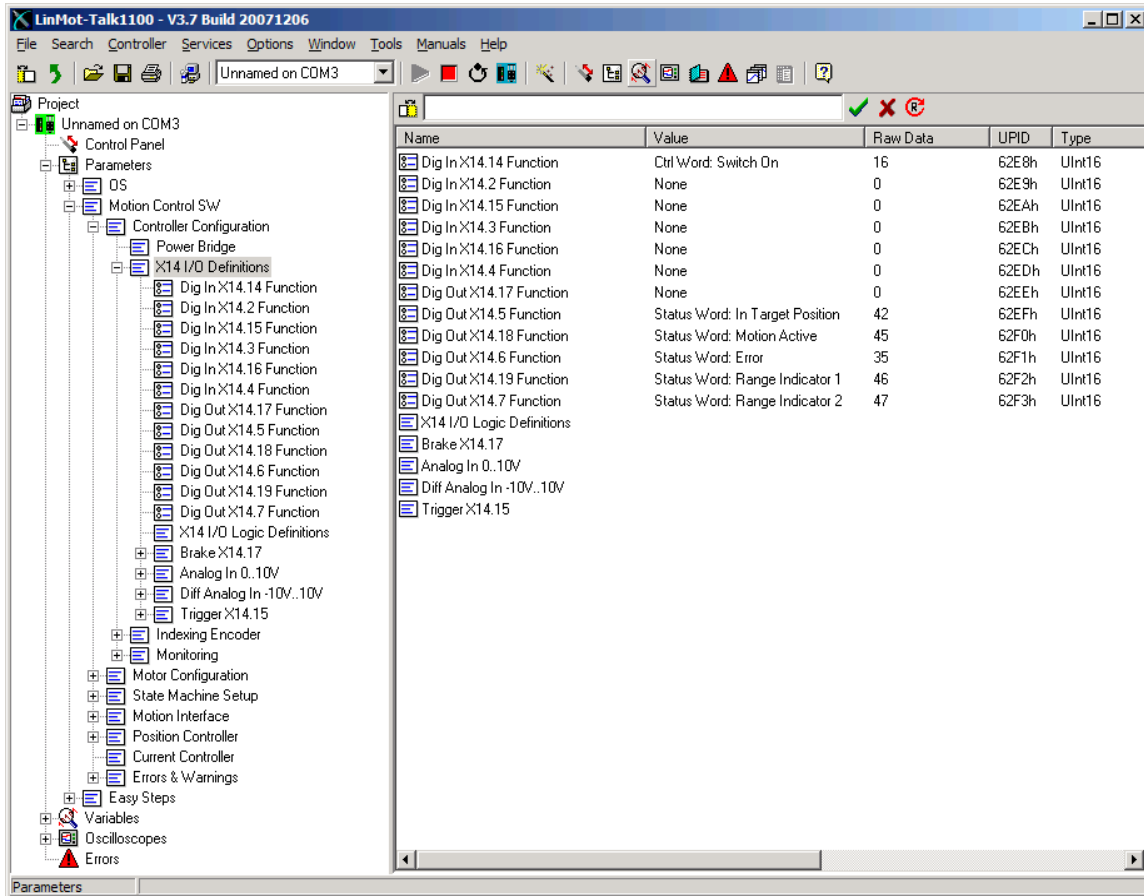 LinMot-Talk1100 - V3.7 Build 20071206
File Search Controller Services Options Window Tools Manuals Help
Unnamed on COM3
Project
Unnamed on COM3
Control Panel
Parameters
OS
Motion Control SW
Controller Configuration
Power Bridge
X14 I/O Definitions
Dig In X14.14 Function
Dig In X14.2 Function
Dig In X14.15 Function
Dig In X14.3 Function
Dig In X14.16 Function
Dig In X14.4 Function
Dig Out X14.17 Function
Dig Out X14.5 Function
Dig Out X14.18 Function
Dig Out X14.6 Function
Dig Out X14.19 Function
Dig Out X14.7 Function
X14 I/O Logic Definitions
Brake X14.17
Analog In 0..10V
Diff Analog In -10V..10V
Trigger X14.15
Indexing Encoder
Monitoring
Motor Configuration
State Machine Setup
Motion Interface
Position Controller
Current Controller
Errors & Warnings
Easy Steps
Variables
Oscilloscopes
Errors
Name Value Raw Data UPID Type
Dig In X14.14 Function Ctrl Word: Switch On 16 62E8h UInt16
Dig In X14.2 Function None 0 62E9h UInt16
Dig In X14.15 Function None 0 62EAh UInt16
Dig In X14.3 Function None 0 62EBh UInt16
Dig In X14.16 Function None 0 62ECh UInt16
Dig In X14.4 Function None 0 62EDh UInt16
Dig Out X14.17 Function None 0 62EEh UInt16
Dig Out X14.5 Function Status Word: In Target Position 42 62EFh UInt16
Dig Out X14.18 Function Status Word: Motion Active 45 62F0h UInt16
Dig Out X14.6 Function Status Word: Error 35 62F1h UInt16
Dig Out X14.19 Function Status Word: Range Indicator 1 46 62F2h UInt16
Dig Out X14.7 Function Status Word: Range Indicator 2 47 62F3h UInt16
X14 I/O Logic Definitions
Brake X14.17
Analog In 0..10V
Diff Analog In -10V..10V
Trigger X14.15
Parameters